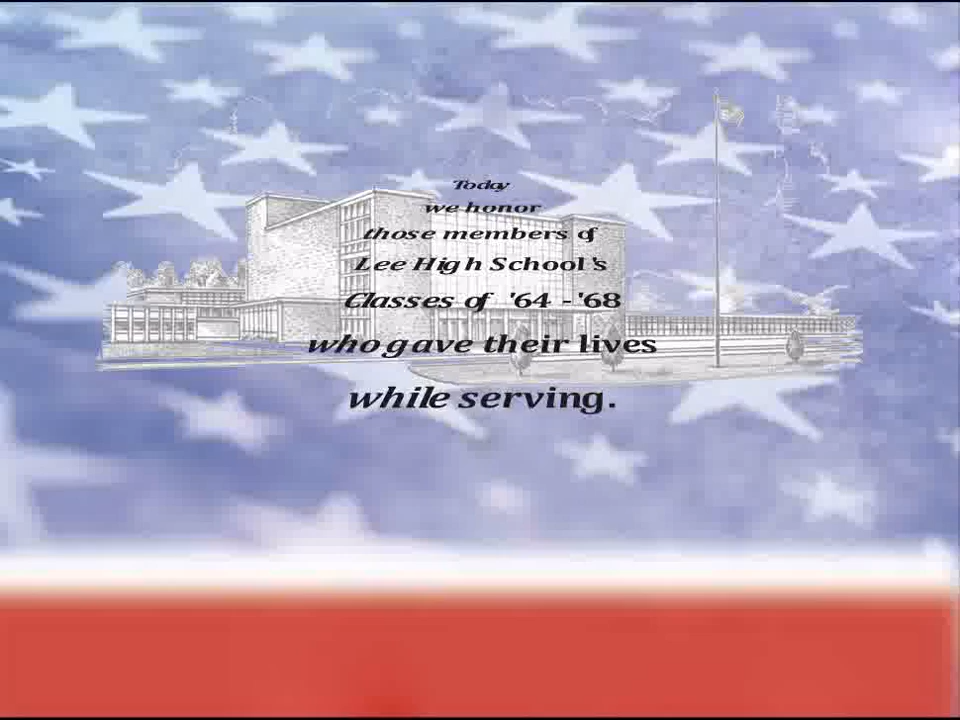 Today
we honor
those members of
Lee High School's
Classes of '64 - '68
who gave their lives
while serving.